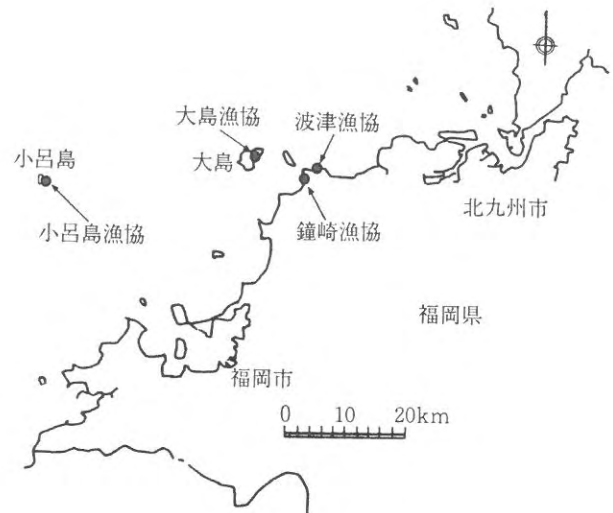 大島漁協
波津漁協
小呂島
大島
小呂島漁協
鐘崎漁協
北九州市
福岡県
福岡市
0 10 20km